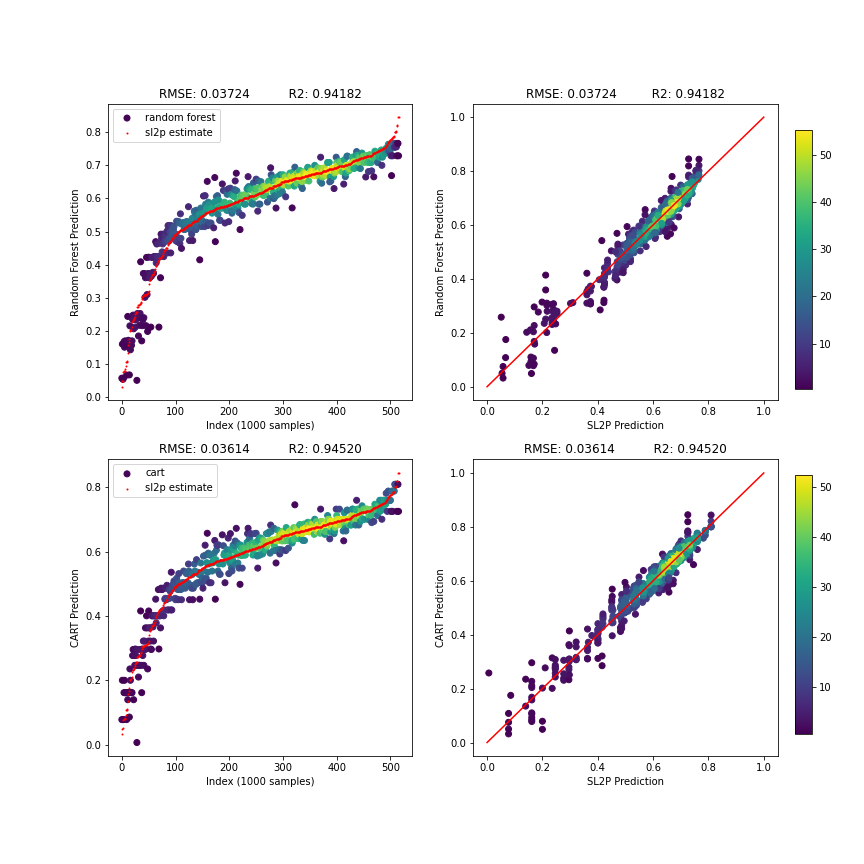 RMSE: 0.03724 R2: 0.94182
random forest
sl2p estimate
Random Forest Prediction
0.8
0.7
0.6
0.5
0.4
0.3
0.2
0.1
0.0
0 100 200 300 400 500
Index (1000 samples)
RMSE: 0.03724 R2: 0.94182
Random Forest Prediction
1.0
0.8
0.6
0.4
0.2
0.0
0.0 0.2 0.4 0.6 0.8 1.0
SL2P Prediction
50
40
30
20
10
RMSE: 0.03614 R2: 0.94520
cart
sl2p estimate
CART Prediction
0.8
0.6
0.4
0.2
0.0
0 100 200 300 400 500
Index (1000 samples)
RMSE: 0.03614 R2: 0.94520
CART Prediction
1.0
0.8
0.6
0.4
0.2
0.0
0.0 0.2 0.4 0.6 0.8 1.0
SL2P Prediction
50
40
30
20
10